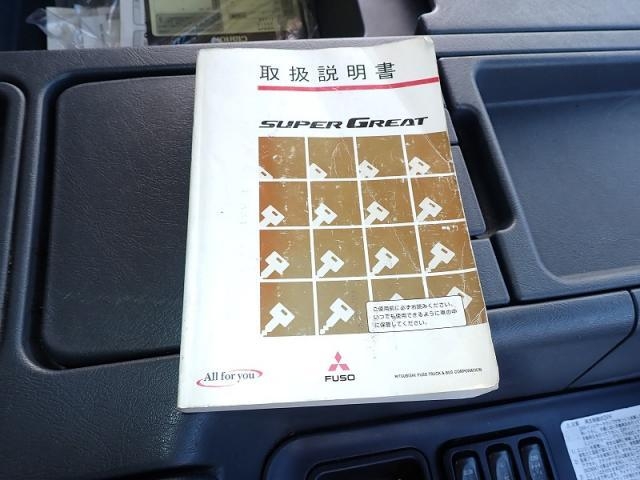 取扱説明書
SUPER GREAT
ご使用前に必ずお読みください。
いつでも使用できるように車の中
に保管してください。
All for you
FUSO
MITSUBISHI FUSO TRUCK & BUS CORPORATION